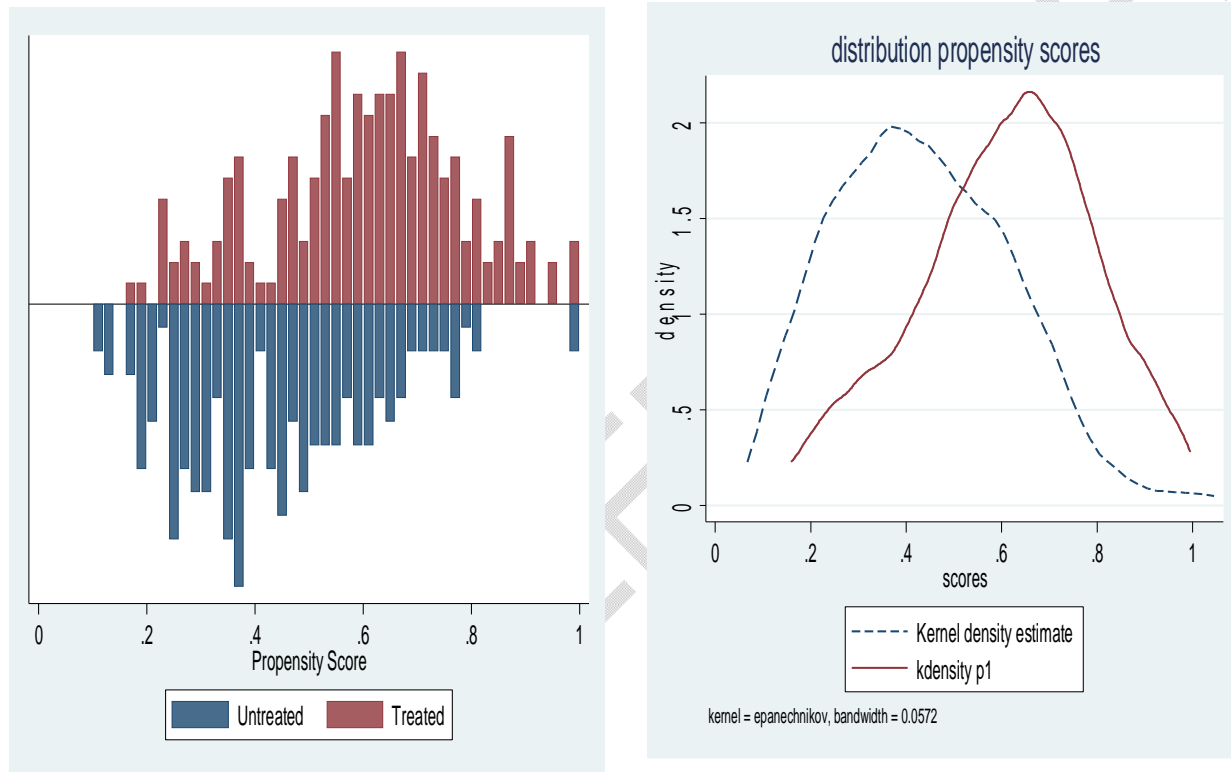 0 .2 .4 .6 .8 1
Propensity Score
Untreated Treated
distribution propensity scores
density
0 .5 1 1.5 2
0 .2 .4 .6 .8 1
scores
Kernel density estimate
kdensity p1
kernel = epanechnikov, bandwidth = 0.0572